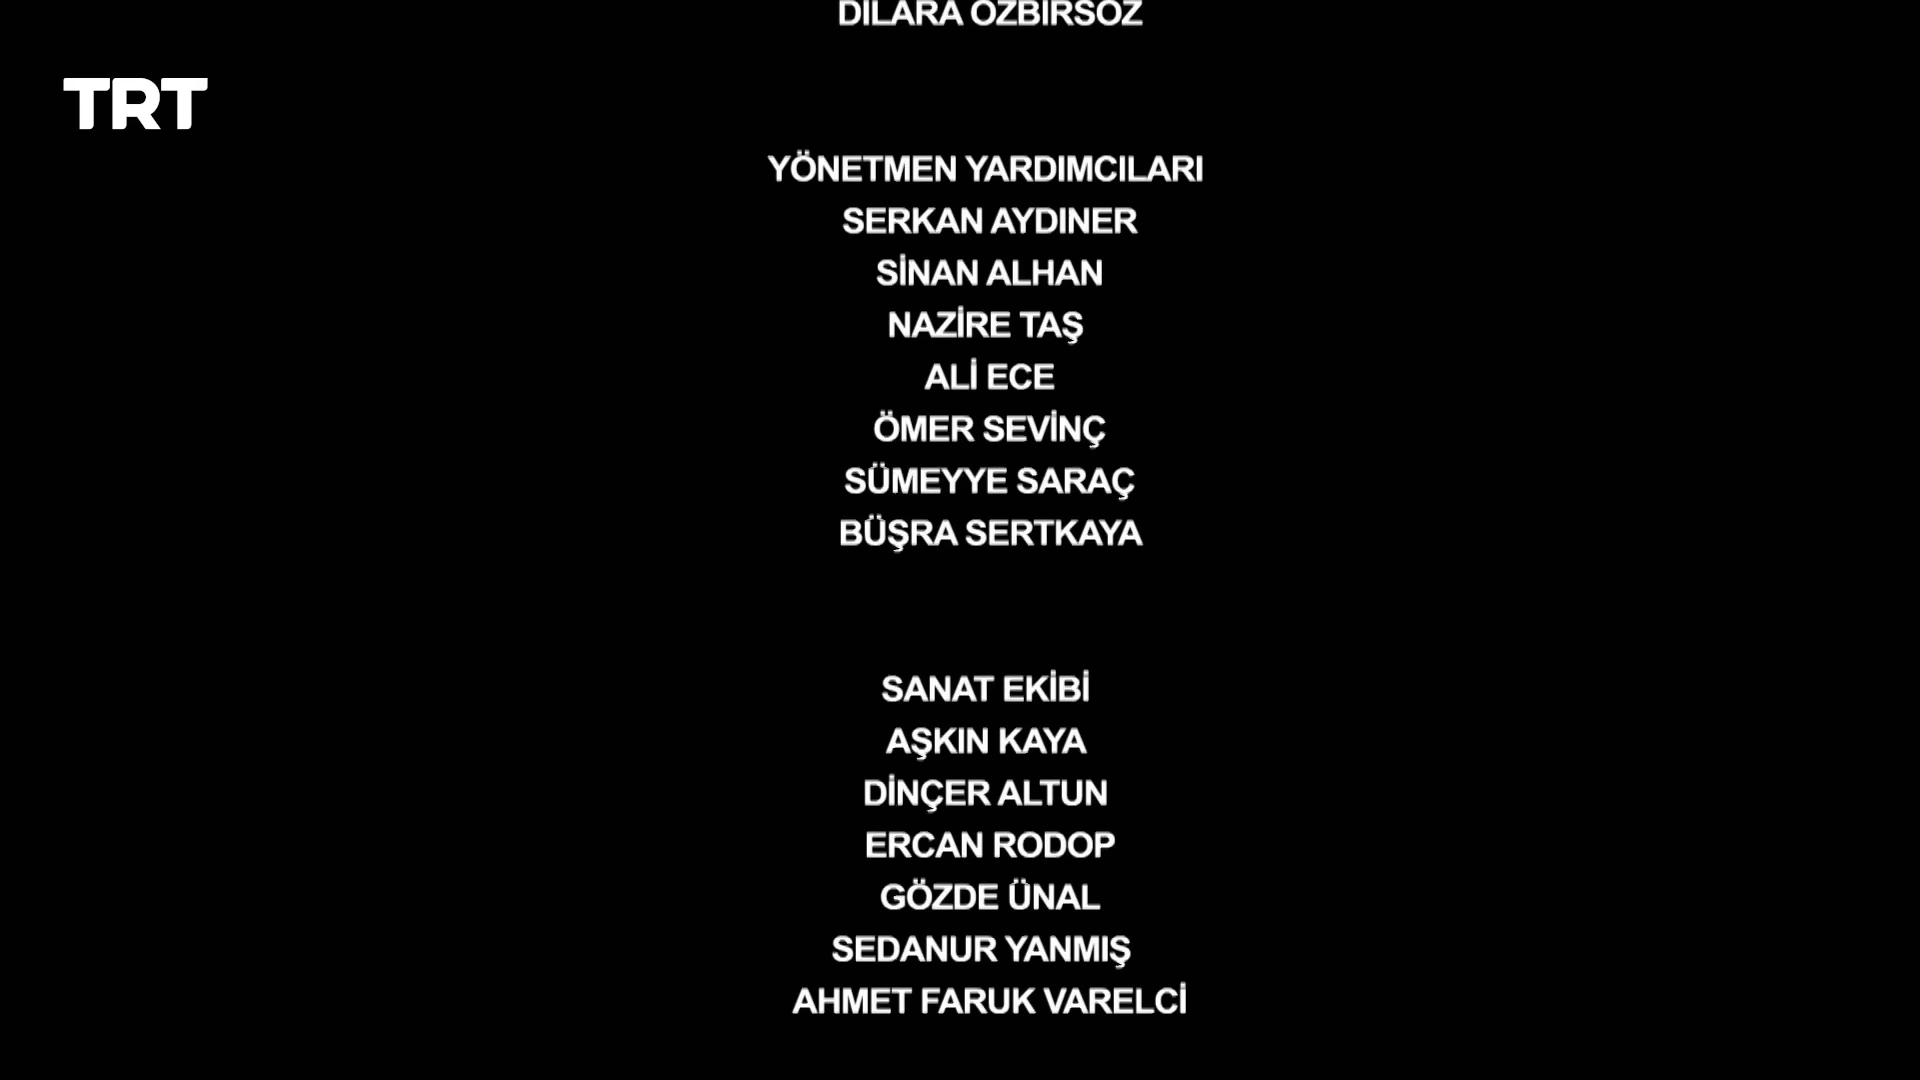 DİLARA ÖZBİRSÖZ
TRT
YÖNETMEN YARDIMCILARI
SERKAN AYDINER
SİNAN ALHAN
NAZİRE TAŞ
ALİ ECE
ÖMER SEVİNÇ
SÜMEYYE SARAÇ
BÜŞRA SERTKAYA
SANAT EKİBİ
AŞKIN KAYA
DİNÇER ALTUN
ERCAN RODOP
GÖZDE ÜNAL
SEDANUR YANMIŞ
AHMET FARUK VARELCİ